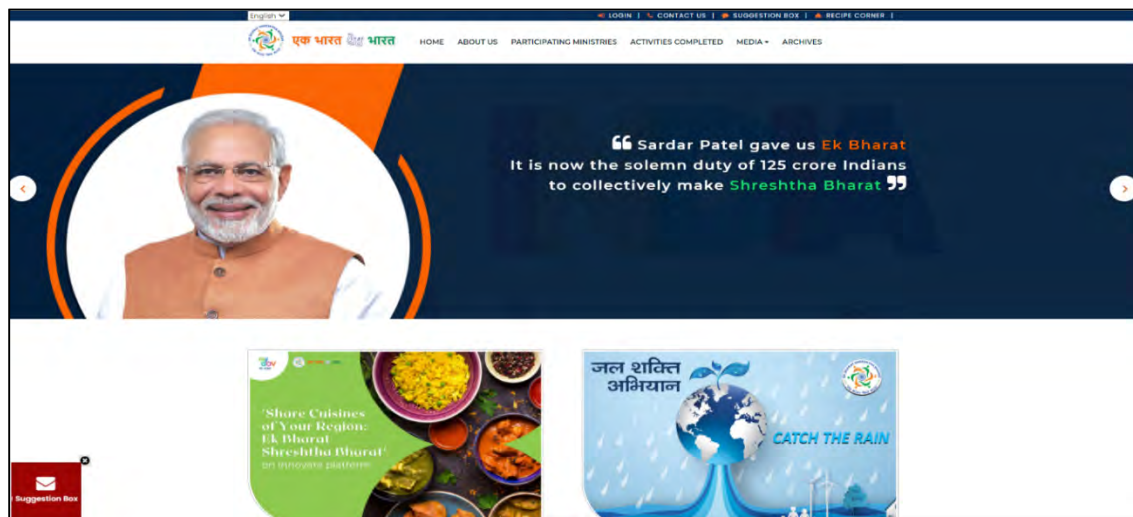 English
LOGIN | CONTACT US | SUGGESTION BOX | RECIPE CORNER |
एक भारत श्रेष्ठ भारत
HOME ABOUT US PARTICIPATING MINISTRIES ACTIVITIES COMPLETED MEDIA ARCHIVES
❝ Sardar Patel gave us Ek Bharat
It is now the solemn duty of 125 crore Indians
to collectively make Shreshtha Bharat ❞
'Share Cuisines
of Your Region:
Ek Bharat
Shreshtha Bharat'
on Innovate platform
जल शक्ति
अभियान
CATCH THE RAIN
Suggestion Box